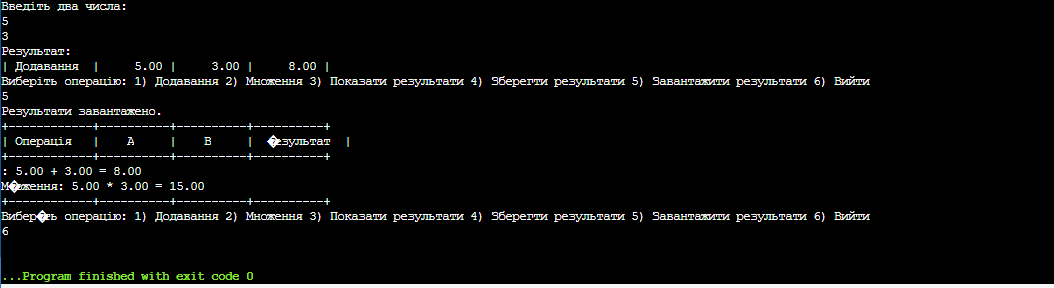 Введіть два числа:
5
3
Результат:
| Додавання | 5.00 | 3.00 | 8.00 |
Виберіть операцію: 1) Додавання 2) Множення 3) Показати результати 4) Зберегти результати 5) Завантажити результати 6) Вийти
5
Результати завантажено.
+------------+----------+----------+----------+
| Операція | A | B | �езультат |
+------------+----------+----------+----------+
: 5.00 + 3.00 = 8.00
М�ження: 5.00 * 3.00 = 15.00
+------------+----------+----------+----------+
Вибер�ть операцію: 1) Додавання 2) Множення 3) Показати результати 4) Зберегти результати 5) Завантажити результати 6) Вийти
6
...Program finished with exit code 0